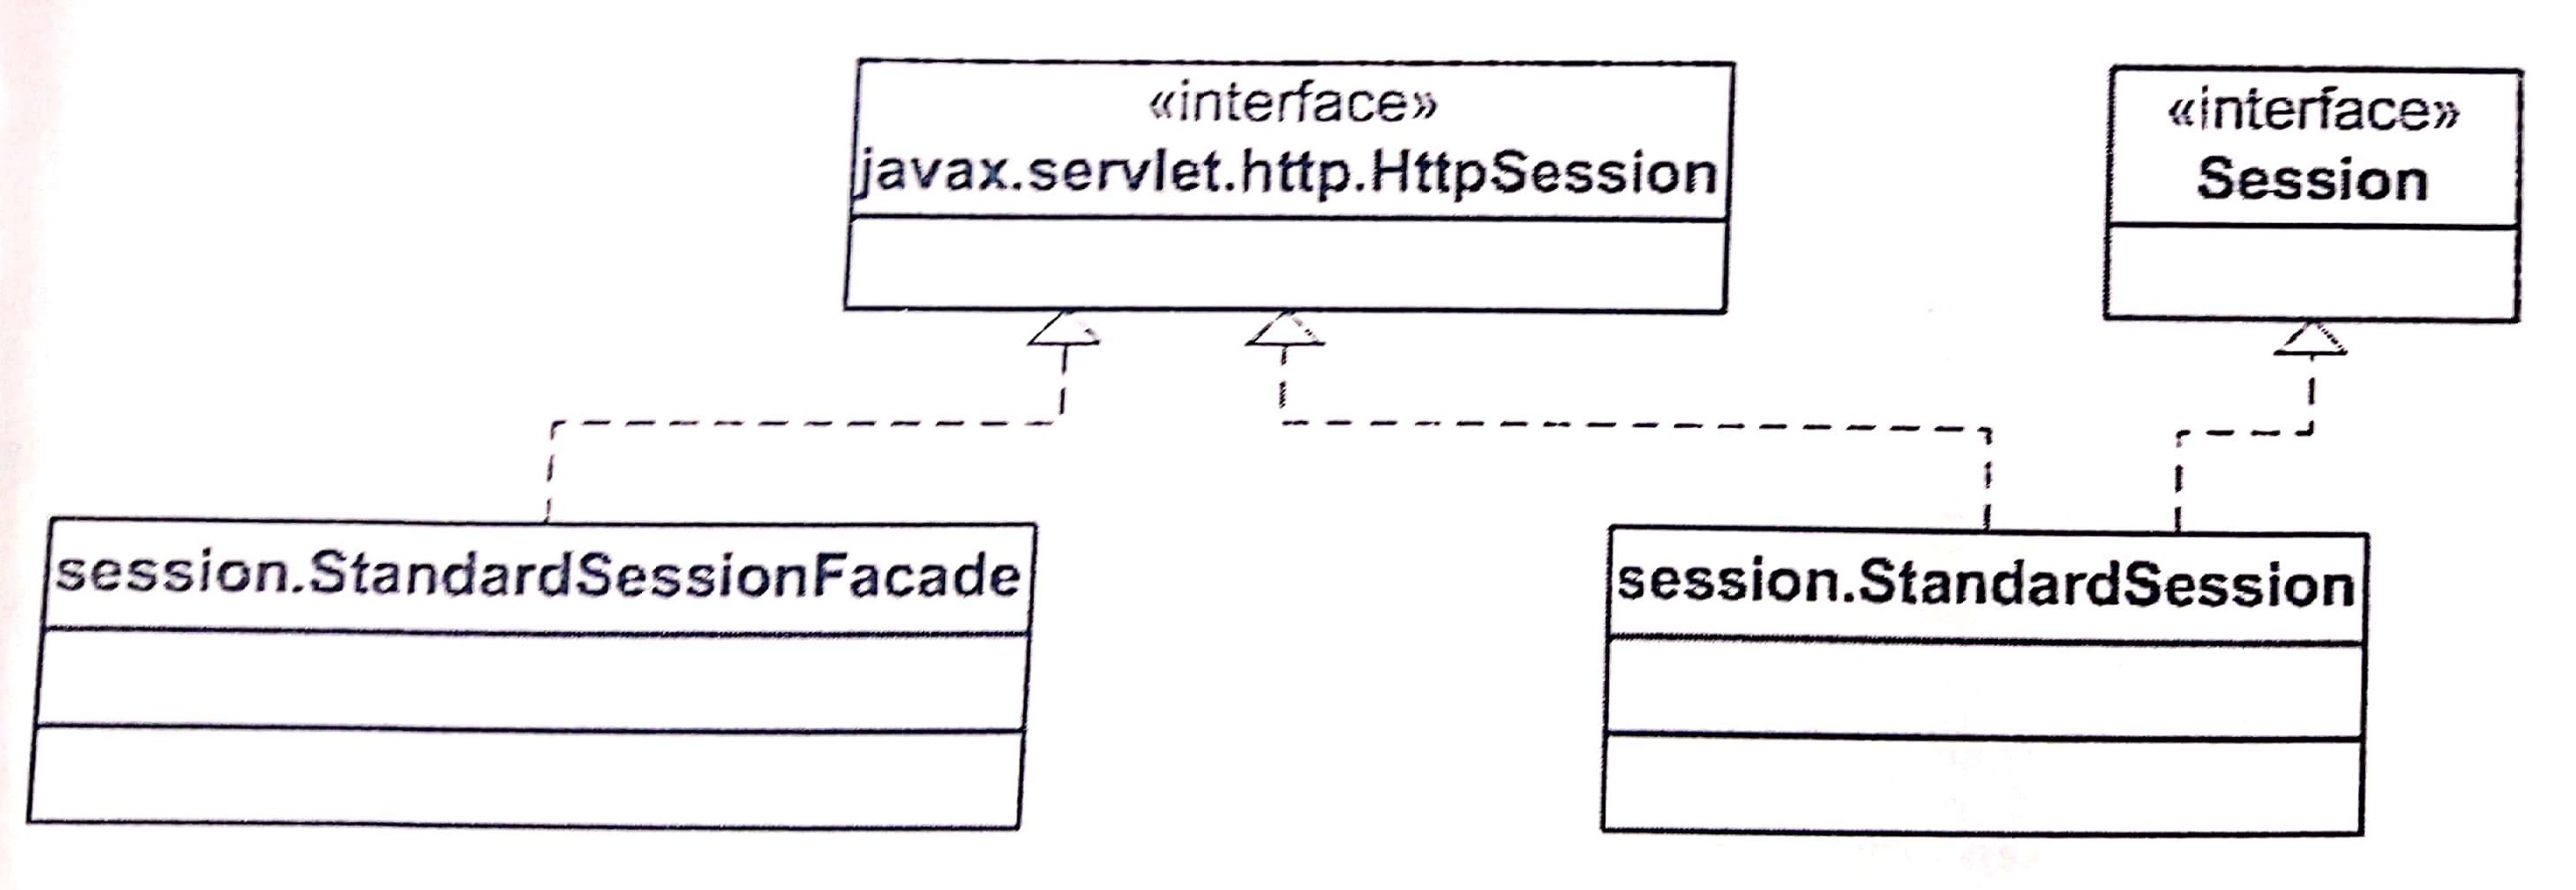 «interface»
javax.servlet.http.HttpSession
«interface»
Session
session.StandardSessionFacade
session.StandardSession